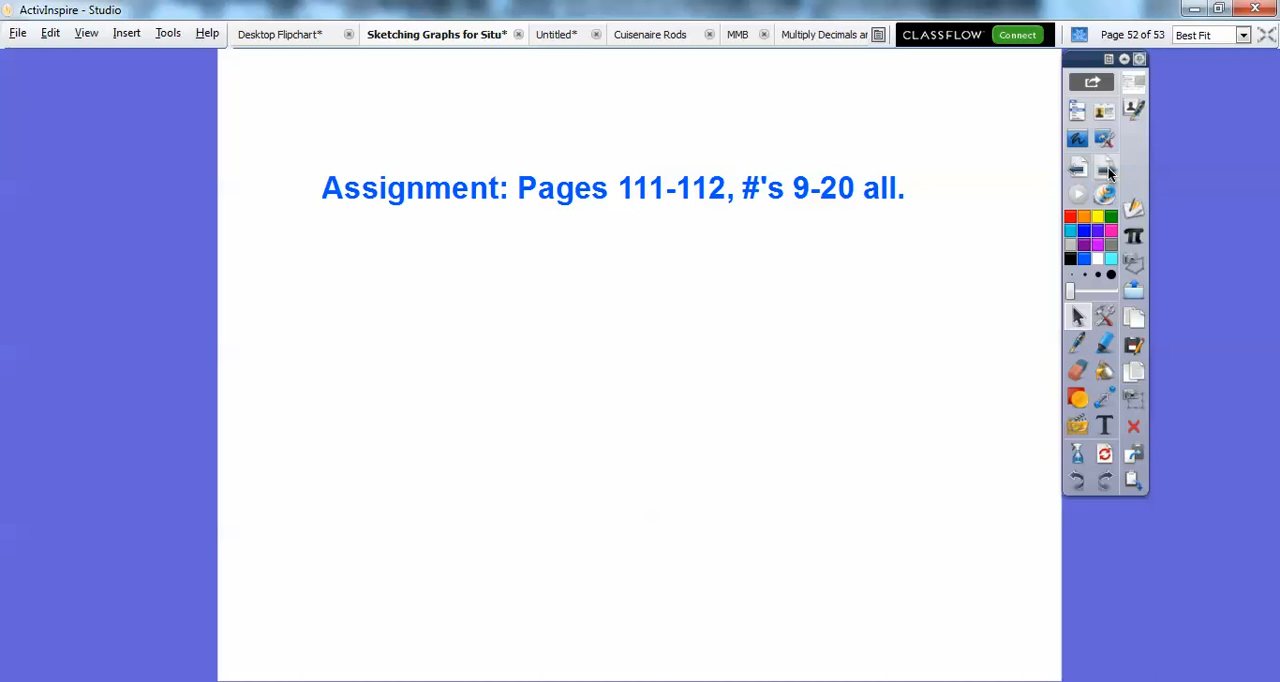 ActivInspire - Studio
File Edit View Insert Tools Help Desktop Flipchart* Sketching Graphs for Situ* Untitled* Cuisenaire Rods MMB Multiply Decimals ar CLASSFLOW Connect Page 52 of 53 Best Fit
Assignment: Pages 111-112, #'s 9-20 all.